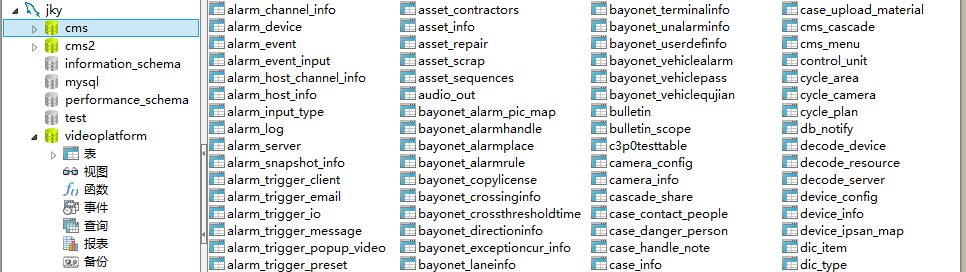 jky
cms
cms2
information_schema
mysql
performance_schema
test
videoplatform
表
视图
函数
事件
查询
报表
备份
alarm_channel_info
alarm_device
alarm_event
alarm_event_input
alarm_host_channel_info
alarm_host_info
alarm_input_type
alarm_log
alarm_server
alarm_snapshot_info
alarm_trigger_client
alarm_trigger_email
alarm_trigger_io
alarm_trigger_message
alarm_trigger_popup_video
alarm_trigger_preset
asset_contractors
asset_info
asset_repair
asset_scrap
asset_sequences
audio_out
bayonet_alarm_pic_map
bayonet_alarmhandle
bayonet_alarmplace
bayonet_alarmrule
bayonet_copylicense
bayonet_crossinginfo
bayonet_crossthresholdtime
bayonet_directioninfo
bayonet_exceptioncur_info
bayonet_laneinfo
bayonet_terminalinfo
bayonet_unalarminfo
bayonet_userdefinfo
bayonet_vehiclealarm
bayonet_vehiclepass
bayonet_vehiclequjian
bulletin
bulletin_scope
c3p0testtable
camera_config
camera_info
cascade_share
case_contact_people
case_danger_person
case_handle_note
case_info
case_upload_material
cms_cascade
cms_menu
control_unit
cycle_area
cycle_camera
cycle_plan
db_notify
decode_device
decode_resource
decode_server
device_config
device_info
device_ipsan_map
dic_item
dic_type